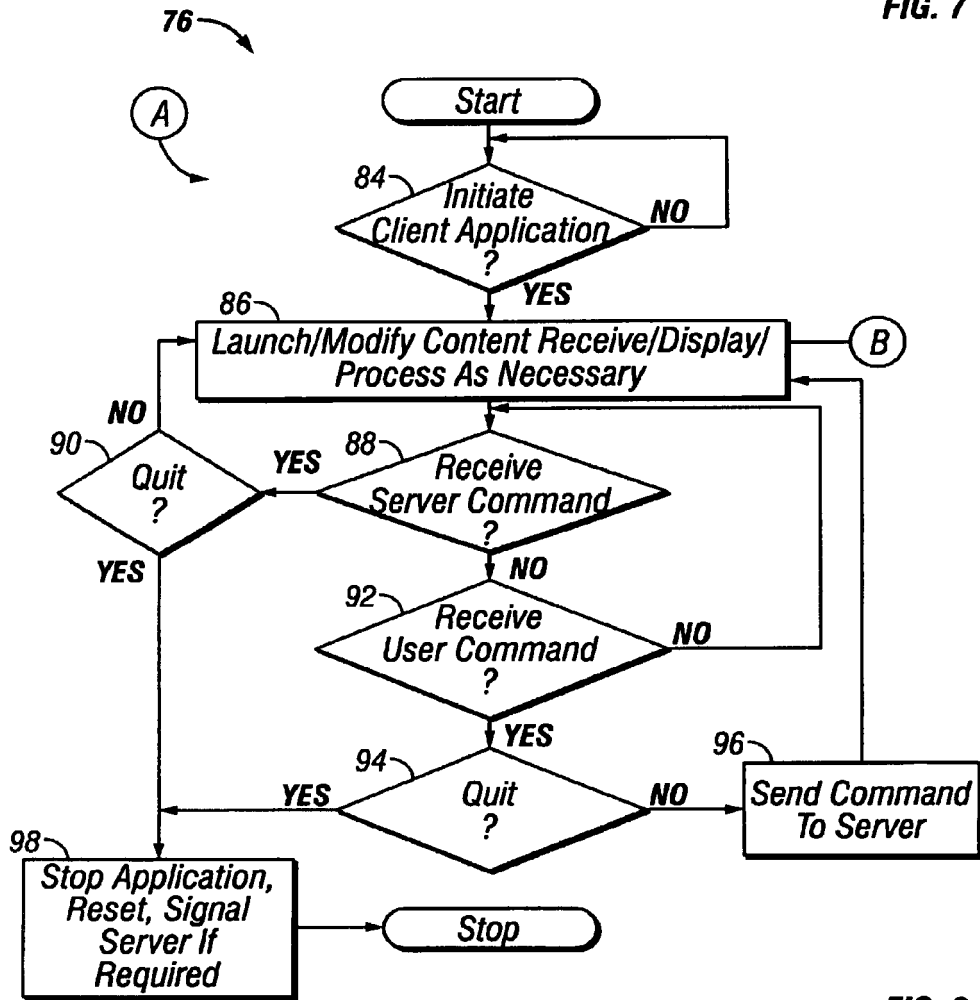 FIG. 7
76
A
Start
84
Initiate
Client Application
?
NO
YES
86
Launch/Modify Content Receive/Display/
Process As Necessary
B
NO
90
Quit
?
YES
88
Receive
Server Command
?
YES
NO
92
Receive
User Command
?
NO
YES
94
Quit
?
YES
NO
96
Send Command
To Server
98
Stop Application,
Reset, Signal
Server If
Required
Stop